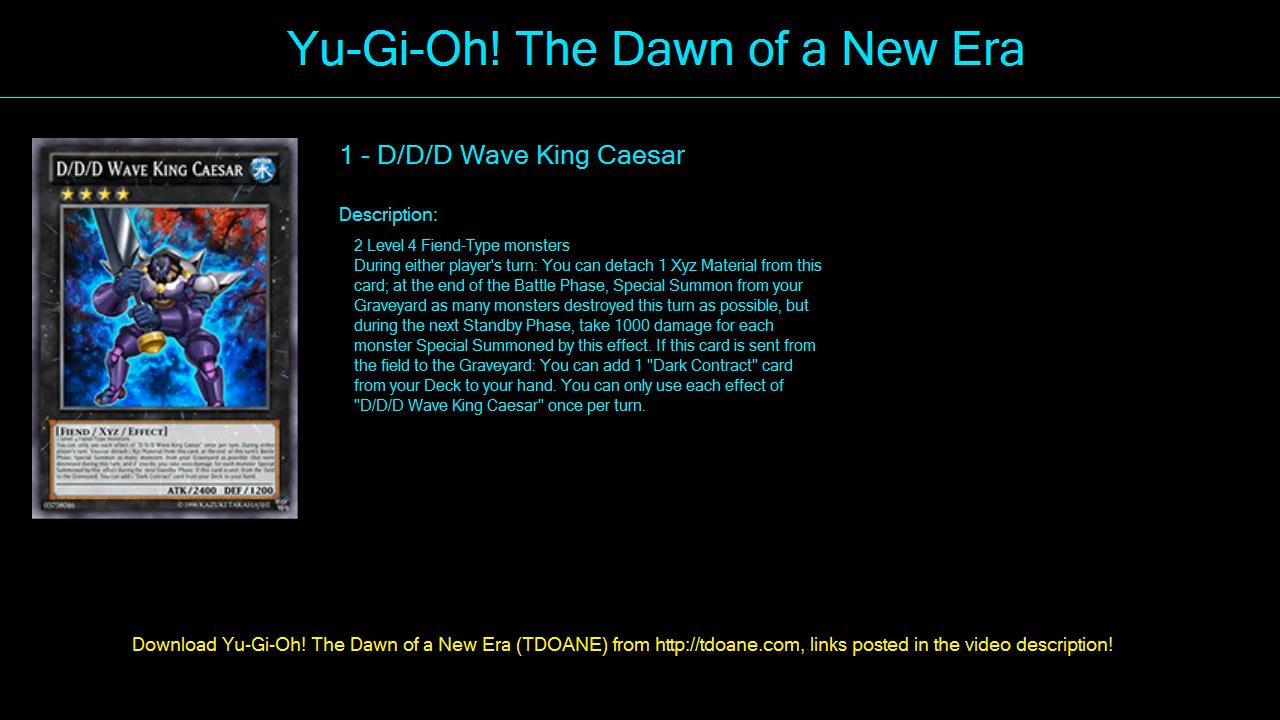 Yu-Gi-Oh! The Dawn of a New Era
D/D/D WAVE KING CAESAR
1 - D/D/D Wave King Caesar
Description:
2 Level 4 Fiend-Type monsters
During either player's turn: You can detach 1 Xyz Material from this
card; at the end of the Battle Phase, Special Summon from your
Graveyard as many monsters destroyed this turn as possible, but
during the next Standby Phase, take 1000 damage for each
monster Special Summoned by this effect. If this card is sent from
the field to the Graveyard: You can add 1 "Dark Contract" card
from your Deck to your hand. You can only use each effect of
"D/D/D Wave King Caesar" once per turn.
[FIEND / XYZ / EFFECT]
ATK/2400 DEF/1200
Download Yu-Gi-Oh! The Dawn of a New Era (TDOANE) from http://tdoane.com, links posted in the video description!